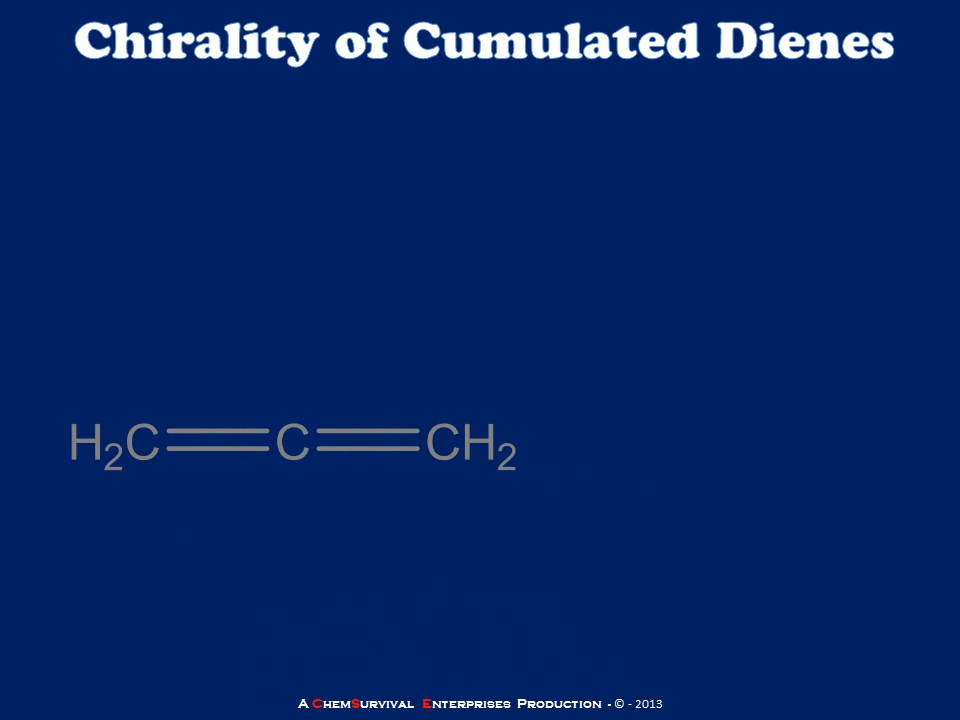 Chirality of Cumulated Dienes
H₂C C CH₂
A ChemSurvival Enterprises Production - © - 2013